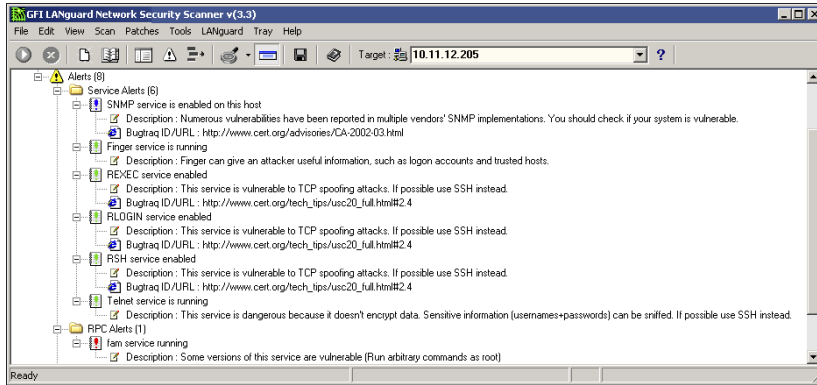 GFI LANguard Network Security Scanner v(3.3)
File Edit View Scan Patches Tools LANguard Tray Help
Target : 10.11.12.205
Alerts (8)
Service Alerts (6)
SNMP service is enabled on this host
Description : Numerous vulnerabilities have been reported in multiple vendors' SNMP implementations. You should check if your system is vulnerable.
Bugtraq ID/URL : http://www.cert.org/advisories/CA-2002-03.html
Finger service is running
Description : Finger can give an attacker useful information, such as logon accounts and trusted hosts.
REXEC service enabled
Description : This service is vulnerable to TCP spoofing attacks. If possible use SSH instead.
Bugtraq ID/URL : http://www.cert.org/tech_tips/usc20_full.html#2.4
RLOGIN service enabled
Description : This service is vulnerable to TCP spoofing attacks. If possible use SSH instead.
Bugtraq ID/URL : http://www.cert.org/tech_tips/usc20_full.html#2.4
RSH service enabled
Description : This service is vulnerable to TCP spoofing attacks. If possible use SSH instead.
Bugtraq ID/URL : http://www.cert.org/tech_tips/usc20_full.html#2.4
Telnet service is running
Description : This service is dangerous because it doesn't encrypt data. Sensitive information (usernames+passwords) can be sniffed. If possible use SSH instead.
RPC Alerts (1)
fam service running
Description : Some versions of this service are vulnerable (Run arbitrary commands as root)
Ready